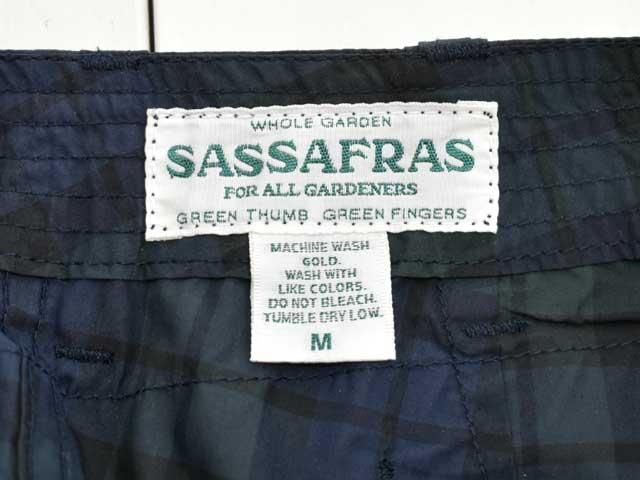 WHOLE GARDEN
SASSAFRAS
FOR ALL GARDENERS
GREEN THUMB GREEN FINGERS
MACHINE WASH
GOLD.
WASH WITH
LIKE COLORS.
DO NOT BLEACH.
TUMBLE DRY LOW.
M